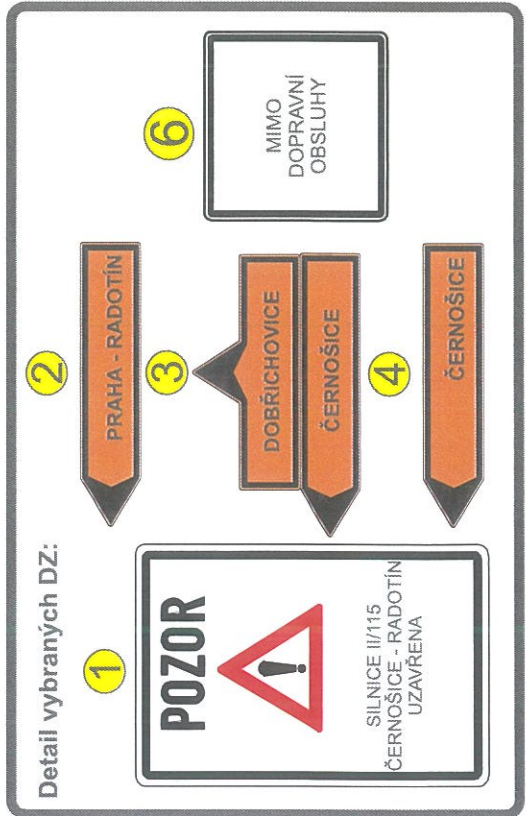 Detail vybraných DZ:
1
POZOR
!
SILNICE II/115
ČERNOŠICE - RADOTÍN
UZAVŘENA
2
PRAHA - RADOTÍN
3
DOBŘICHOVICE
ČERNOŠICE
4
ČERNOŠICE
6
MIMO
DOPRAVNÍ
OBSLUHY